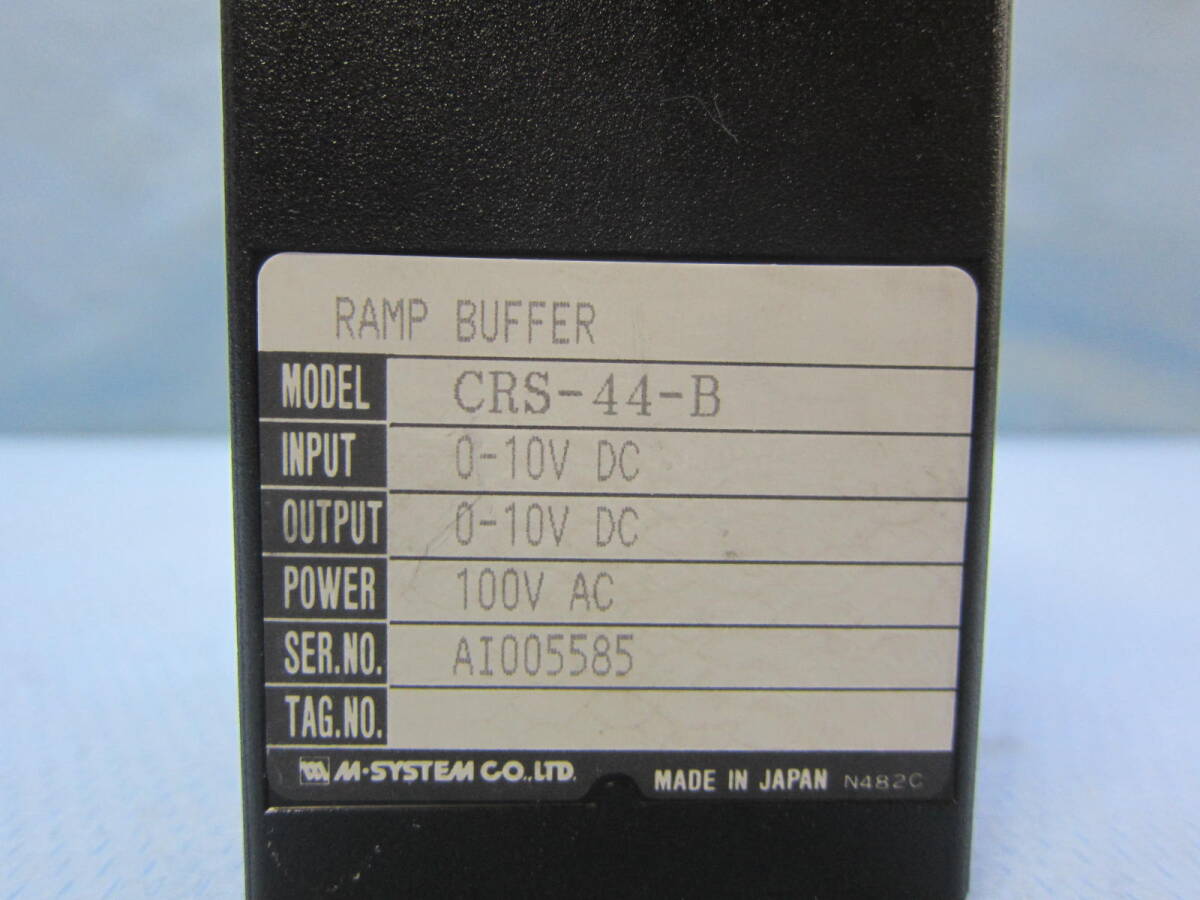 RAMP BUFFER
MODEL CRS-44-B
INPUT 0-10V DC
OUTPUT 0-10V DC
POWER 100V AC
SER.NO. AI005585
TAG.NO.
M·SYSTEM CO.,LTD. MADE IN JAPAN N482C